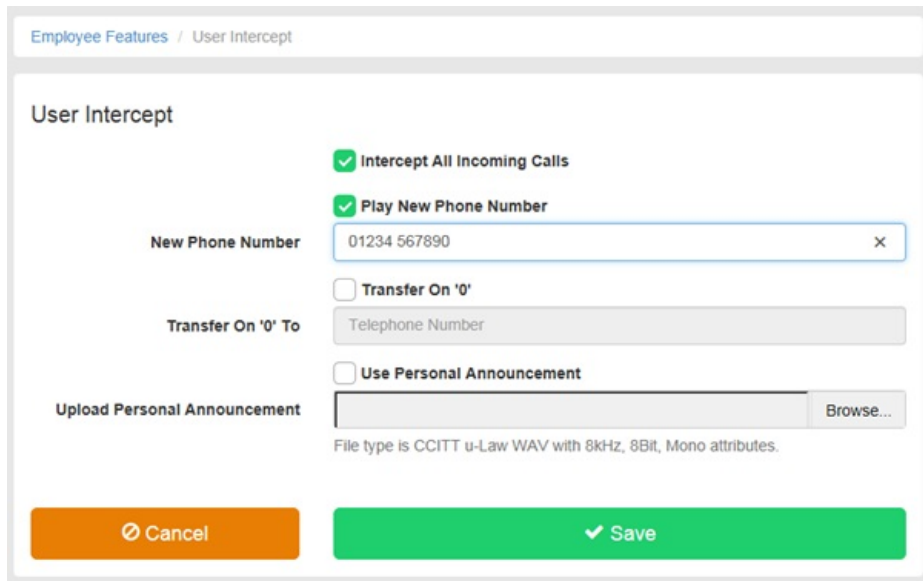 Employee Features / User Intercept
User Intercept
Intercept All Incoming Calls
Play New Phone Number
New Phone Number 01234 567890
Transfer On '0'
Transfer On '0' To Telephone Number
Use Personal Announcement
Upload Personal Announcement Browse...
File type is CCITT u-Law WAV with 8kHz, 8Bit, Mono attributes.
Cancel Save